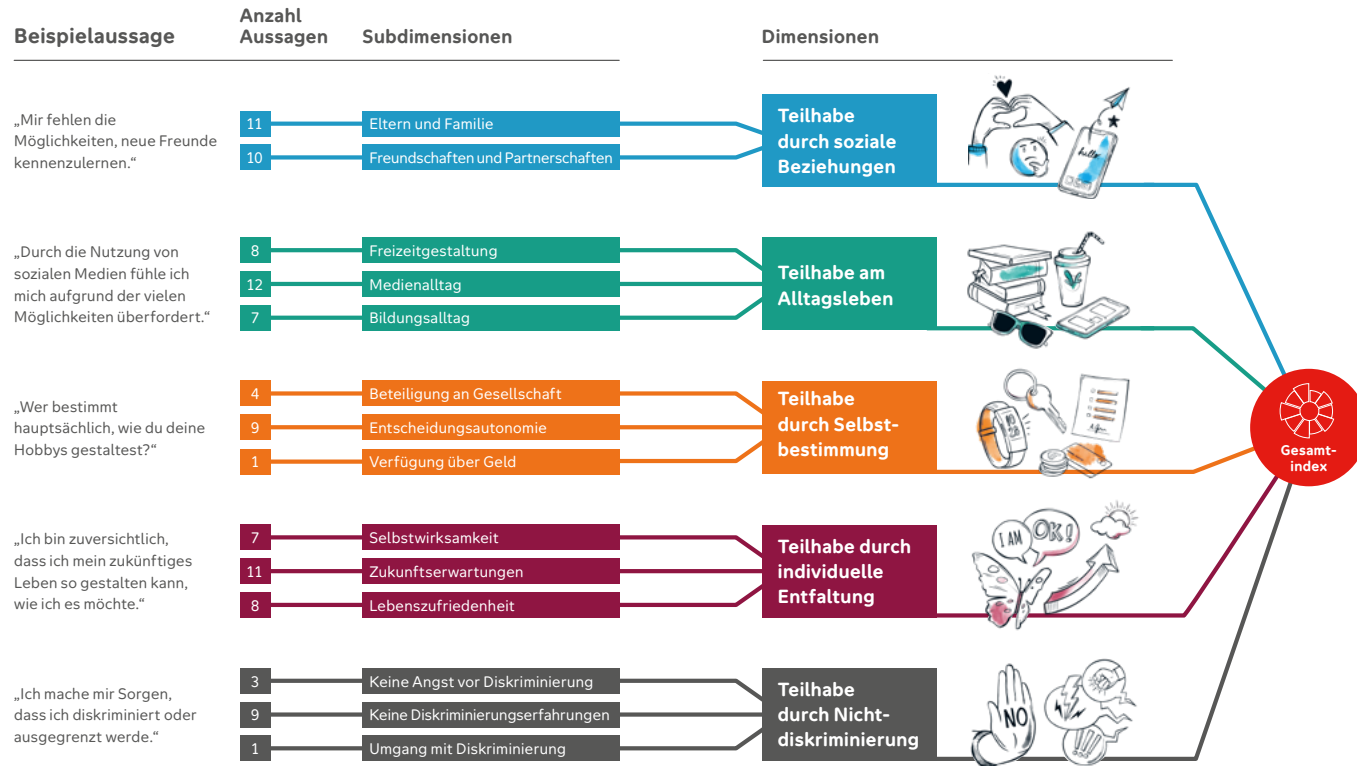 Beispielaussage
Anzahl
Aussagen
Subdimensionen
Dimensionen
„Mir fehlen die
Möglichkeiten, neue Freunde
kennenzulernen.“
11
Eltern und Familie
10
Freundschaften und Partnerschaften
Teilhabe
durch soziale
Beziehungen
hello
„Durch die Nutzung von
sozialen Medien fühle ich
mich aufgrund der vielen
Möglichkeiten überfordert.“
8
Freizeitgestaltung
12
Medienalltag
7
Bildungsalltag
Teilhabe am
Alltagsleben
„Wer bestimmt
hauptsächlich, wie du deine
Hobbys gestaltest?“
4
Beteiligung an Gesellschaft
9
Entscheidungsautonomie
1
Verfügung über Geld
Teilhabe
durch Selbst-
bestimmung
Gesamt-
index
„Ich bin zuversichtlich,
dass ich mein zukünftiges
Leben so gestalten kann,
wie ich es möchte.“
7
Selbstwirksamkeit
11
Zukunftserwartungen
8
Lebenszufriedenheit
Teilhabe durch
individuelle
Entfaltung
I AM
OK!
„Ich mache mir Sorgen,
dass ich diskriminiert oder
ausgegrenzt werde.“
3
Keine Angst vor Diskriminierung
9
Keine Diskriminierungserfahrungen
1
Umgang mit Diskriminierung
Teilhabe
durch Nicht-
diskriminierung
NO
!!!